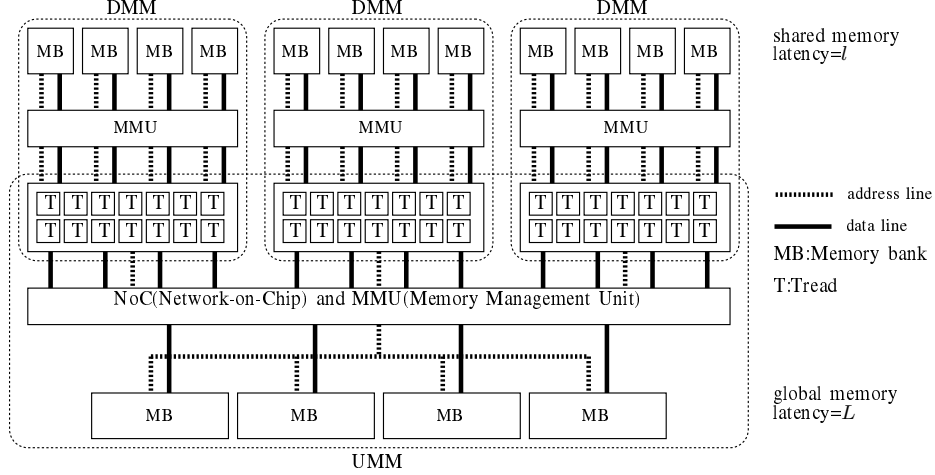 DMM DMM DMM
MB MB MB MB MB MB MB MB MB MB MB MB
shared memory
latency=l
MMU MMU MMU
T T T T T T T T T T T T T T T T T T T T T
T T T T T T T T T T T T T T T T T T T T T
address line
data line
MB:Memory bank
T:Tread
NoC(Network-on-Chip) and MMU(Memory Management Unit)
MB MB MB MB
global memory
latency=L
UMM